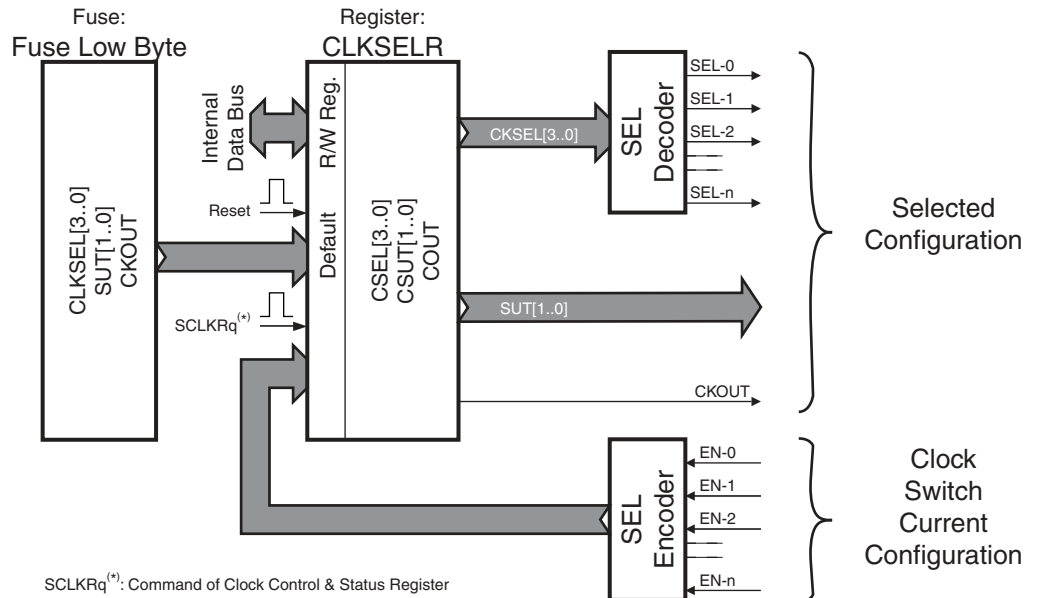 Fuse:
Fuse Low Byte
Register:
CLKSELR
CLKSEL[3..0]
SUT[1..0]
CKOUT
Internal
Data Bus
R/W Reg.
Reset
Default
SCLKRq(*)
CSEL[3..0]
CSUT[1..0]
COUT
CKSEL[3..0]
SUT[1..0]
CKOUT
SEL
Decoder
SEL-0
SEL-1
SEL-2
SEL-n
Selected
Configuration
SEL
Encoder
EN-0
EN-1
EN-2
EN-n
Clock
Switch
Current
Configuration
SCLKRq(*): Command of Clock Control & Status Register